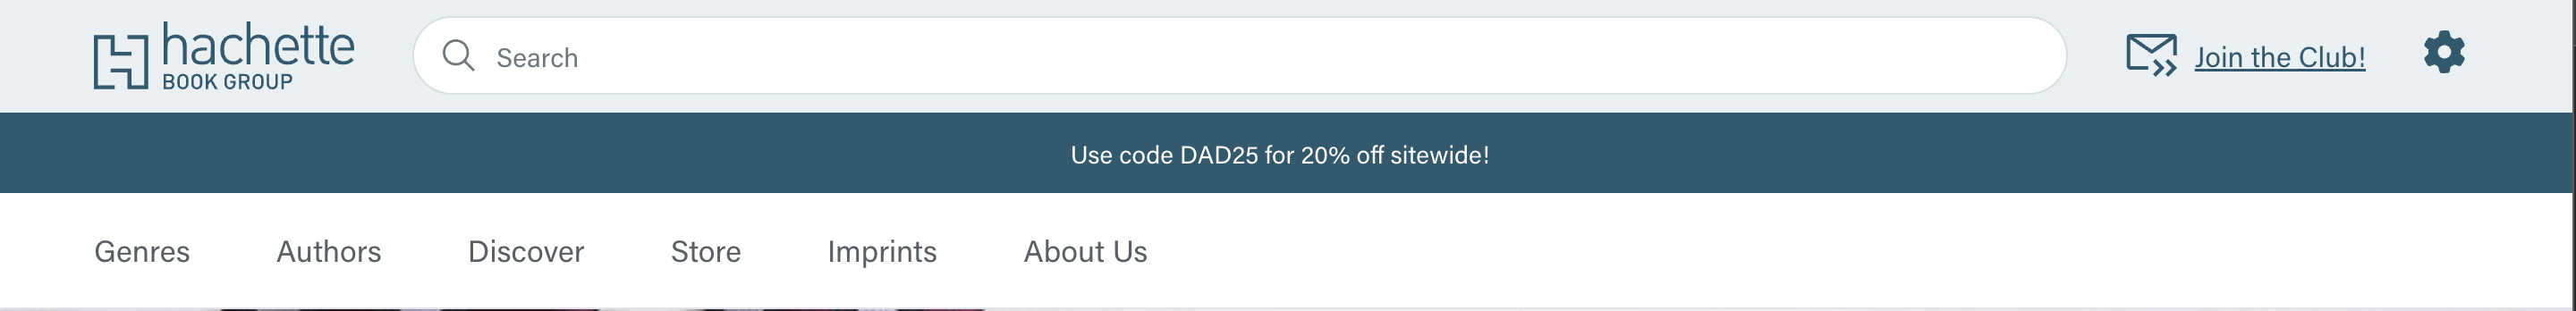 hachette
BOOK GROUP
Search
Join the Club!
Use code DAD25 for 20% off sitewide!
Genres Authors Discover Store Imprints About Us